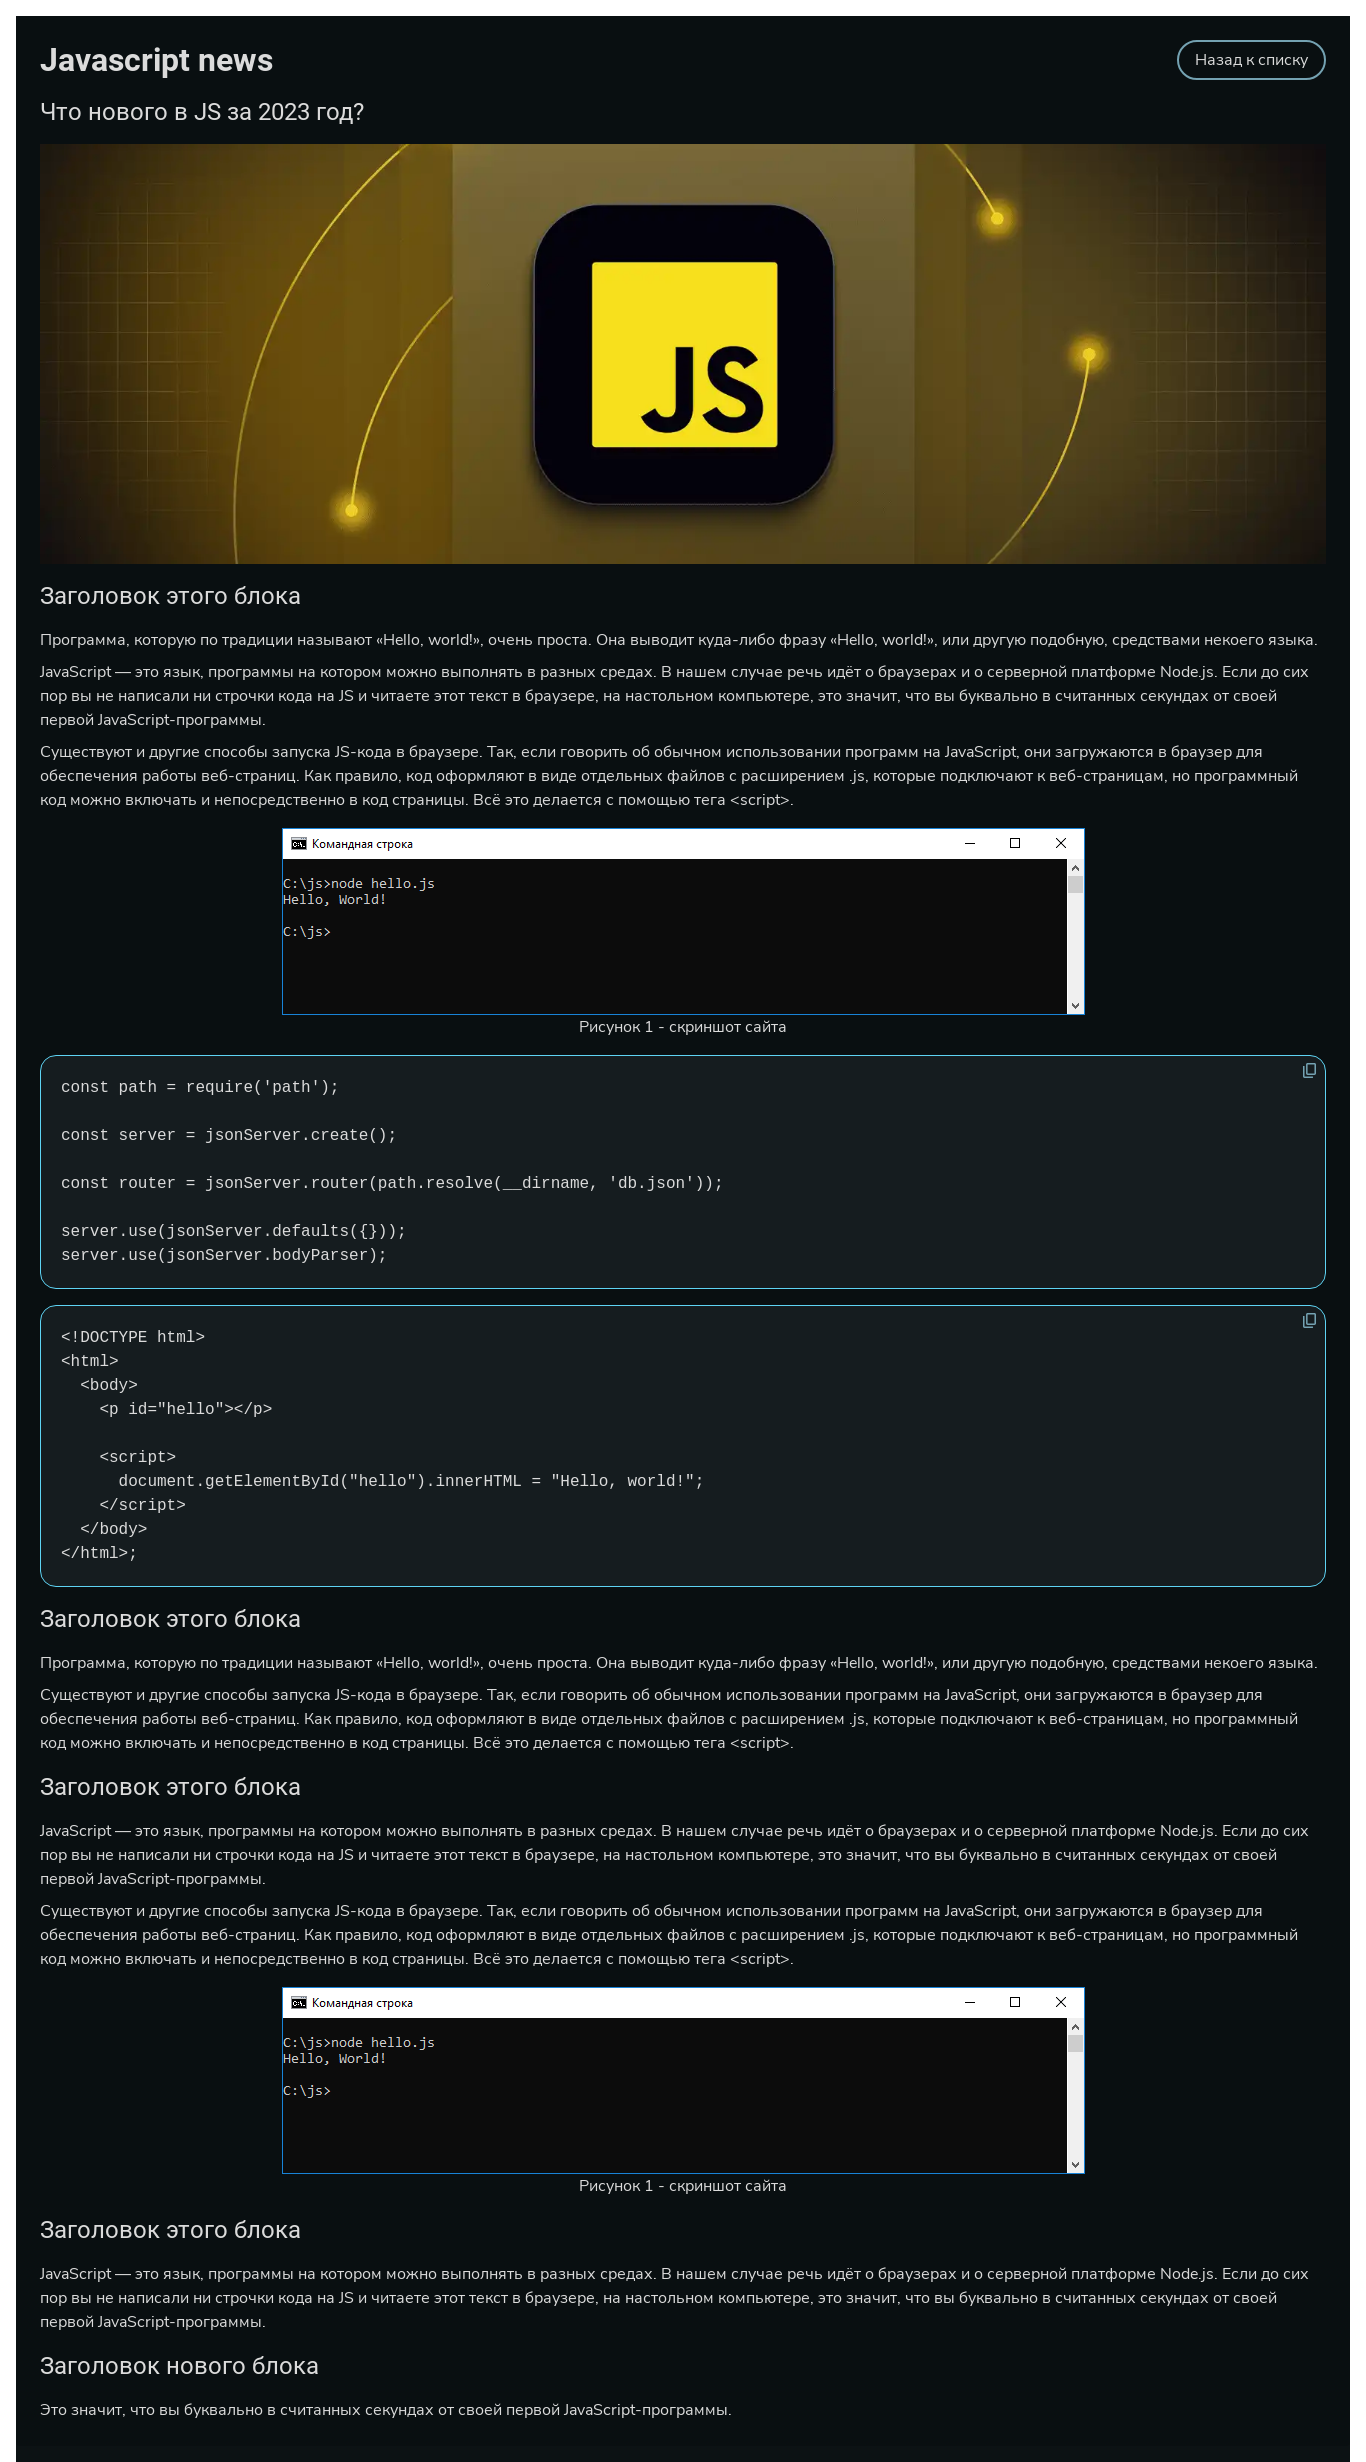 Javascript news
Назад к списку
Что нового в JS за 2023 год?
JS
Заголовок этого блока
Программа, которую по традиции называют «Hello, world!», очень проста. Она выводит куда-либо фразу «Hello, world!», или другую подобную, средствами некоего языка.
JavaScript — это язык, программы на котором можно выполнять в разных средах. В нашем случае речь идёт о браузерах и о серверной платформе Node.js. Если до сих
пор вы не написали ни строчки кода на JS и читаете этот текст в браузере, на настольном компьютере, это значит, что вы буквально в считанных секундах от своей
первой JavaScript-программы.
Существуют и другие способы запуска JS-кода в браузере. Так, если говорить об обычном использовании программ на JavaScript, они загружаются в браузер для
обеспечения работы веб-страниц. Как правило, код оформляют в виде отдельных файлов с расширением .js, которые подключают к веб-страницам, но программный
код можно включать и непосредственно в код страницы. Всё это делается с помощью тега <script>.
Командная строка
C:\js>node hello.js
Hello, World!
C:\js>
Рисунок 1 - скриншот сайта
const path = require('path');
const server = jsonServer.create();
const router = jsonServer.router(path.resolve(__dirname, 'db.json'));
server.use(jsonServer.defaults({}));
server.use(jsonServer.bodyParser);
<!DOCTYPE html>
<html>
  <body>
    <p id="hello"></p>
    <script>
      document.getElementById("hello").innerHTML = "Hello, world!";
    </script>
  </body>
</html>;
Заголовок этого блока
Программа, которую по традиции называют «Hello, world!», очень проста. Она выводит куда-либо фразу «Hello, world!», или другую подобную, средствами некоего языка.
Существуют и другие способы запуска JS-кода в браузере. Так, если говорить об обычном использовании программ на JavaScript, они загружаются в браузер для
обеспечения работы веб-страниц. Как правило, код оформляют в виде отдельных файлов с расширением .js, которые подключают к веб-страницам, но программный
код можно включать и непосредственно в код страницы. Всё это делается с помощью тега <script>.
Заголовок этого блока
JavaScript — это язык, программы на котором можно выполнять в разных средах. В нашем случае речь идёт о браузерах и о серверной платформе Node.js. Если до сих
пор вы не написали ни строчки кода на JS и читаете этот текст в браузере, на настольном компьютере, это значит, что вы буквально в считанных секундах от своей
первой JavaScript-программы.
Существуют и другие способы запуска JS-кода в браузере. Так, если говорить об обычном использовании программ на JavaScript, они загружаются в браузер для
обеспечения работы веб-страниц. Как правило, код оформляют в виде отдельных файлов с расширением .js, которые подключают к веб-страницам, но программный
код можно включать и непосредственно в код страницы. Всё это делается с помощью тега <script>.
Командная строка
C:\js>node hello.js
Hello, World!
C:\js>
Рисунок 1 - скриншот сайта
Заголовок этого блока
JavaScript — это язык, программы на котором можно выполнять в разных средах. В нашем случае речь идёт о браузерах и о серверной платформе Node.js. Если до сих
пор вы не написали ни строчки кода на JS и читаете этот текст в браузере, на настольном компьютере, это значит, что вы буквально в считанных секундах от своей
первой JavaScript-программы.
Заголовок нового блока
Это значит, что вы буквально в считанных секундах от своей первой JavaScript-программы.